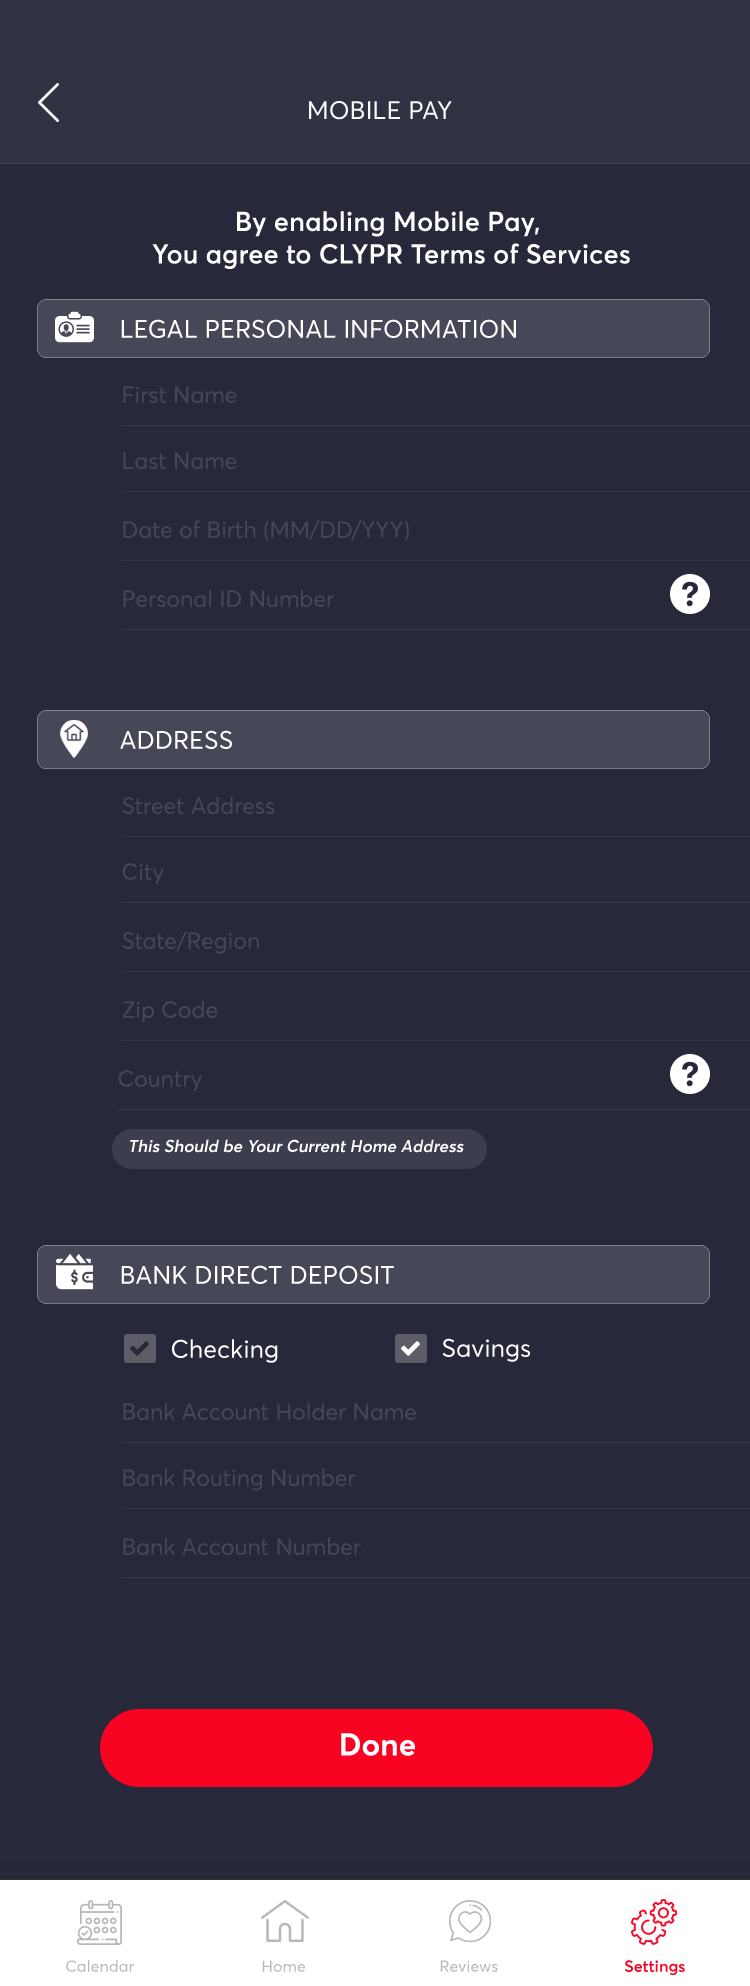 MOBILE PAY
By enabling Mobile Pay,
You agree to CLYPR Terms of Services
LEGAL PERSONAL INFORMATION
First Name
Last Name
Date of Birth (MM/DD/YYY)
Personal ID Number ?
ADDRESS
Street Address
City
State/Region
Zip Code
Country ?
This Should be Your Current Home Address
$ BANK DIRECT DEPOSIT
Checking Savings
Bank Account Holder Name
Bank Routing Number
Bank Account Number
Done
Calendar Home Reviews Settings